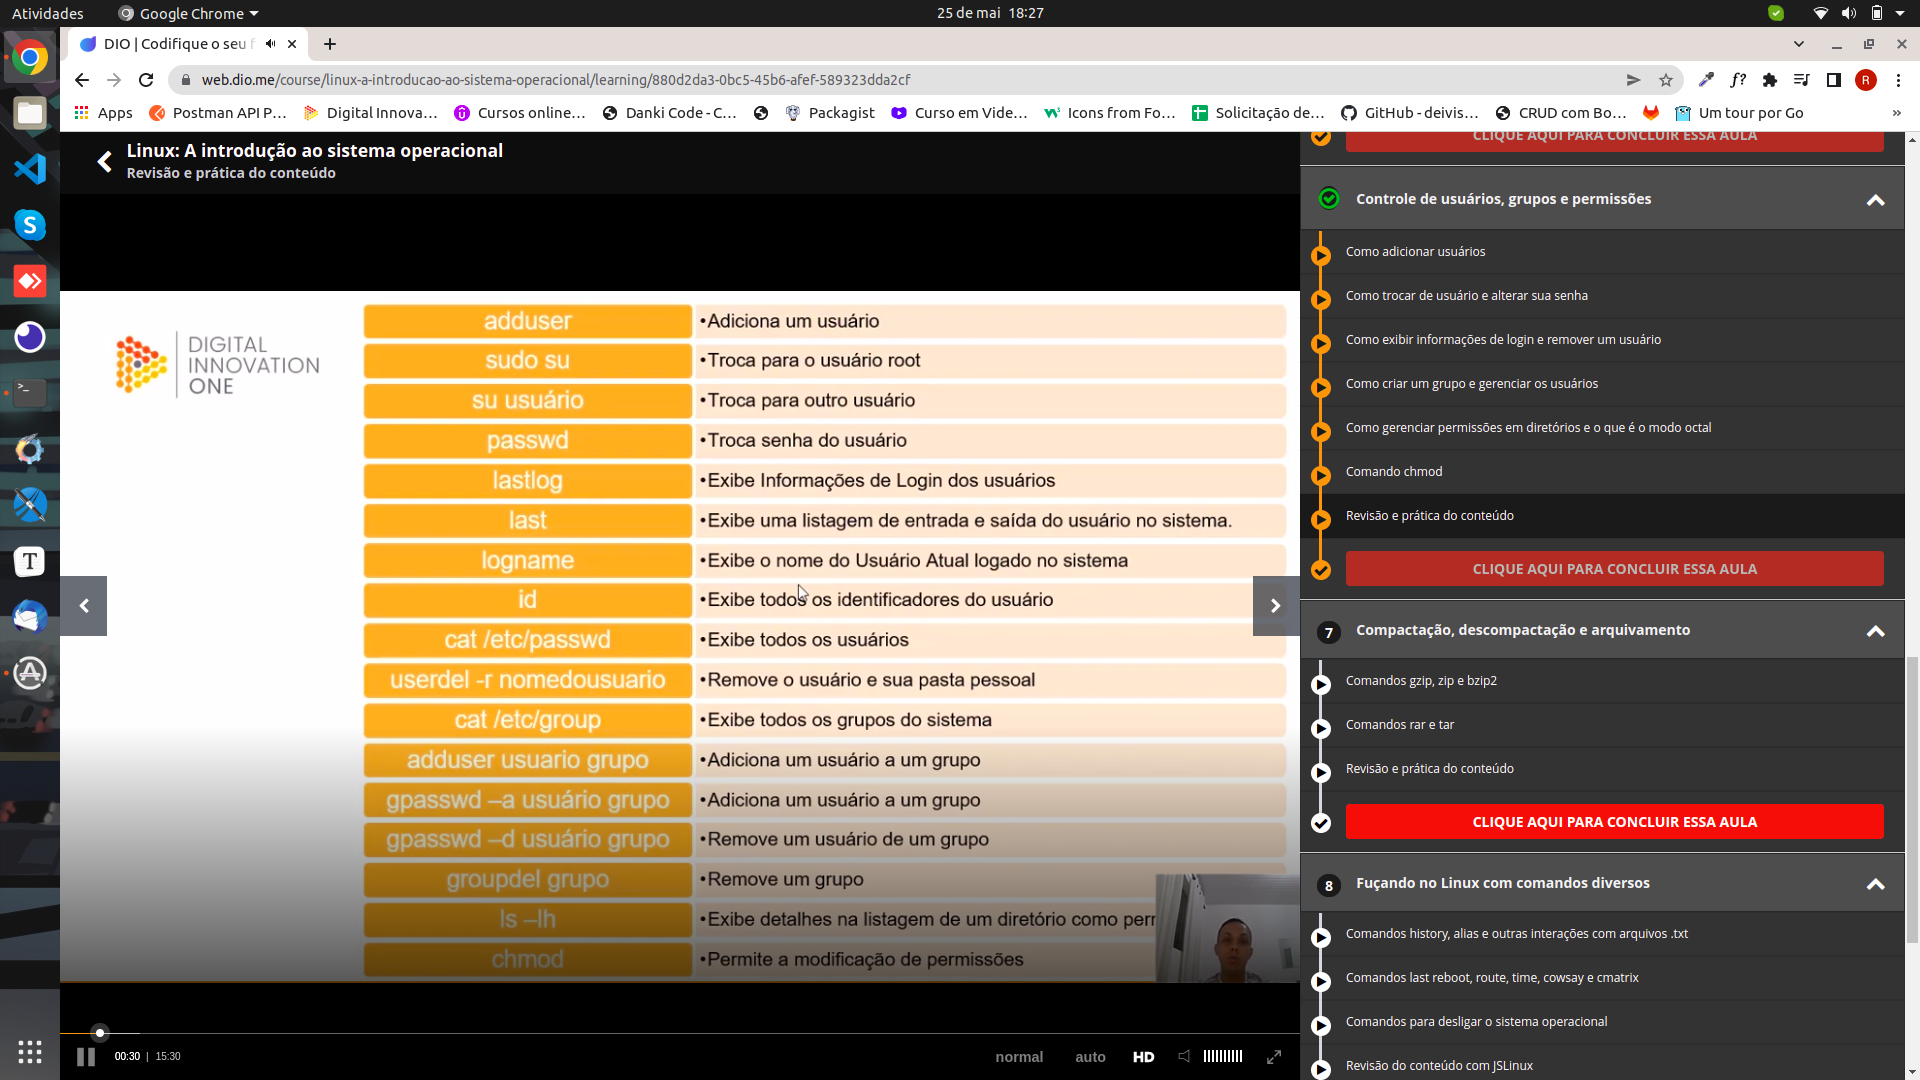 Atividades
Google Chrome
25 de mai 18:27
DIO | Codifique o seu f
web.dio.me/course/linux-a-introducao-ao-sistema-operacional/learning/880d2da3-0bc5-45b6-afef-589323dda2cf
f?
R
Apps
Postman API P...
Digital Innova...
Cursos online...
Danki Code - C...
Packagist
Curso em Vide...
Icons from Fo...
Solicitação de...
GitHub - deivis...
CRUD com Bo...
Um tour por Go
»
Linux: A introdução ao sistema operacional
Revisão e prática do conteúdo
DIGITAL
INNOVATION
ONE
adduser
•Adiciona um usuário
sudo su
•Troca para o usuário root
su usuário
•Troca para outro usuário
passwd
•Troca senha do usuário
lastlog
•Exibe Informações de Login dos usuários
last
•Exibe uma listagem de entrada e saída do usuário no sistema.
logname
•Exibe o nome do Usuário Atual logado no sistema
id
•Exibe todos os identificadores do usuário
cat /etc/passwd
•Exibe todos os usuários
userdel -r nomedousuario
•Remove o usuário e sua pasta pessoal
cat /etc/group
•Exibe todos os grupos do sistema
adduser usuario grupo
•Adiciona um usuário a um grupo
gpasswd –a usuário grupo
•Adiciona um usuário a um grupo
gpasswd –d usuário grupo
•Remove um usuário de um grupo
groupdel grupo
•Remove um grupo
ls –lh
•Exibe detalhes na listagem de um diretório como perr
chmod
•Permite a modificação de permissões
00:30 | 15:30
normal
auto
HD
CLIQUE AQUI PARA CONCLUIR ESSA AULA
Controle de usuários, grupos e permissões
Como adicionar usuários
Como trocar de usuário e alterar sua senha
Como exibir informações de login e remover um usuário
Como criar um grupo e gerenciar os usuários
Como gerenciar permissões em diretórios e o que é o modo octal
Comando chmod
Revisão e prática do conteúdo
CLIQUE AQUI PARA CONCLUIR ESSA AULA
7 Compactação, descompactação e arquivamento
Comandos gzip, zip e bzip2
Comandos rar e tar
Revisão e prática do conteúdo
CLIQUE AQUI PARA CONCLUIR ESSA AULA
8 Fuçando no Linux com comandos diversos
Comandos history, alias e outras interações com arquivos .txt
Comandos last reboot, route, time, cowsay e cmatrix
Comandos para desligar o sistema operacional
Revisão do conteúdo com JSLinux